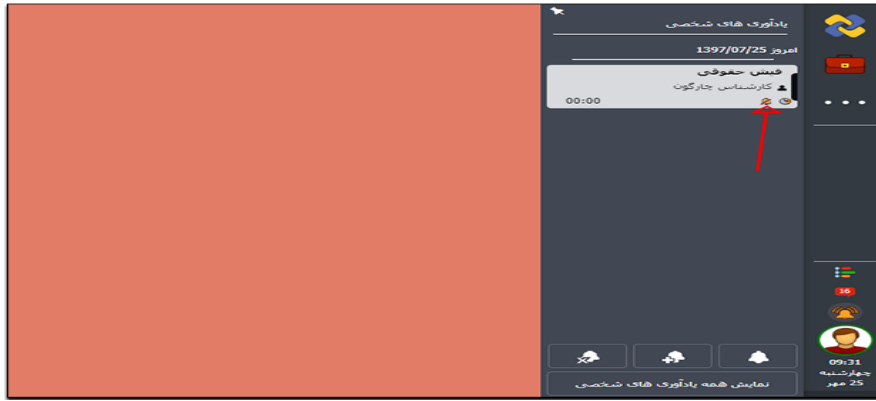 یادآوری های شخصی
امروز 1397/07/25
فیش حقوقی
کارشناس چارگون
00:00
نمایش همه یادآوری های شخصی
16
09:31
چهارشنبه
25 مهر